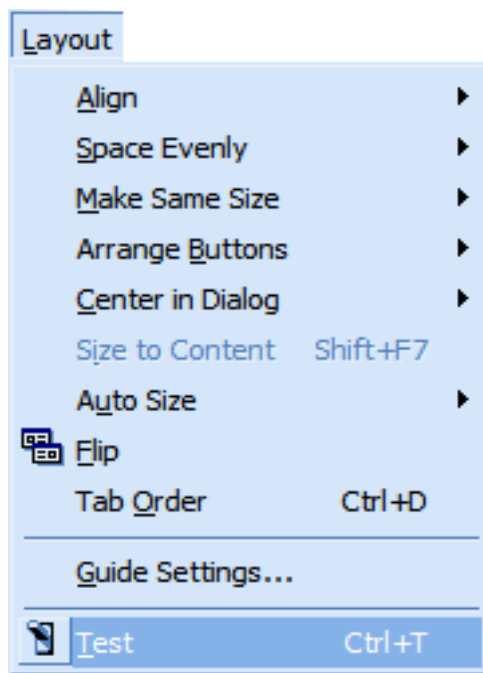 Layout
Align
Space Evenly
Make Same Size
Arrange Buttons
Center in Dialog
Size to Content Shift+F7
Auto Size
Flip
Tab Order Ctrl+D
Guide Settings...
Test Ctrl+T